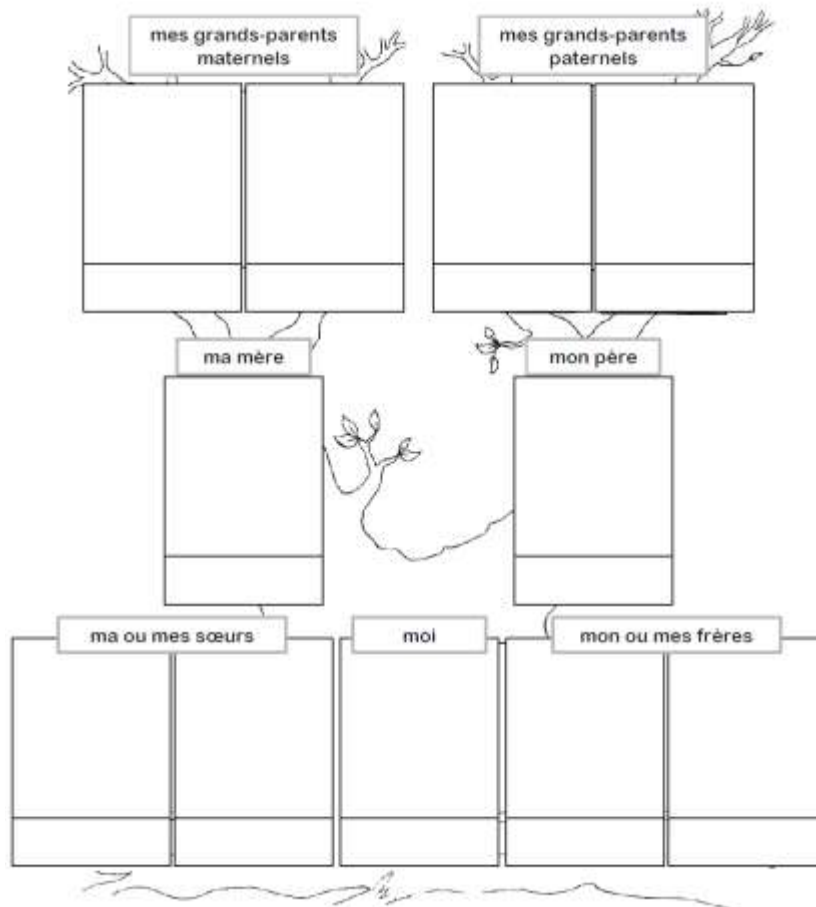 mes grands-parents
maternels
mes grands-parents
paternels
ma mère
mon père
ma ou mes sœurs
moi
mon ou mes frères